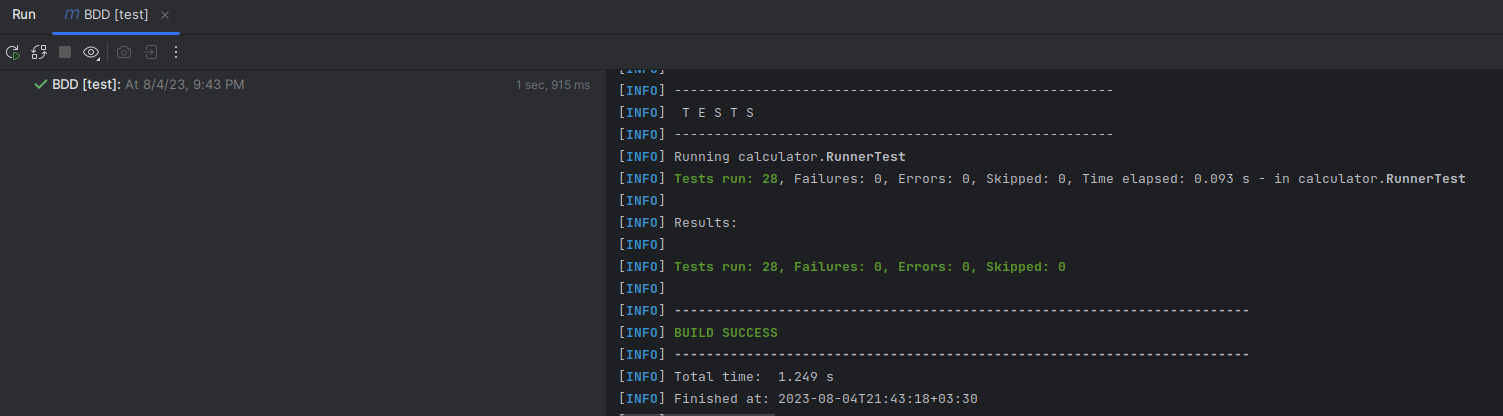 Run m BDD [test] ×
BDD [test]: At 8/4/23, 9:43 PM 1 sec, 915 ms
[INFO]
[INFO] -------------------------------------------------------
[INFO]  T E S T S
[INFO] -------------------------------------------------------
[INFO] Running calculator.RunnerTest
[INFO] Tests run: 28, Failures: 0, Errors: 0, Skipped: 0, Time elapsed: 0.093 s - in calculator.RunnerTest
[INFO]
[INFO] Results:
[INFO]
[INFO] Tests run: 28, Failures: 0, Errors: 0, Skipped: 0
[INFO]
[INFO] ------------------------------------------------------------------------
[INFO] BUILD SUCCESS
[INFO] ------------------------------------------------------------------------
[INFO] Total time:  1.249 s
[INFO] Finished at: 2023-08-04T21:43:18+03:30